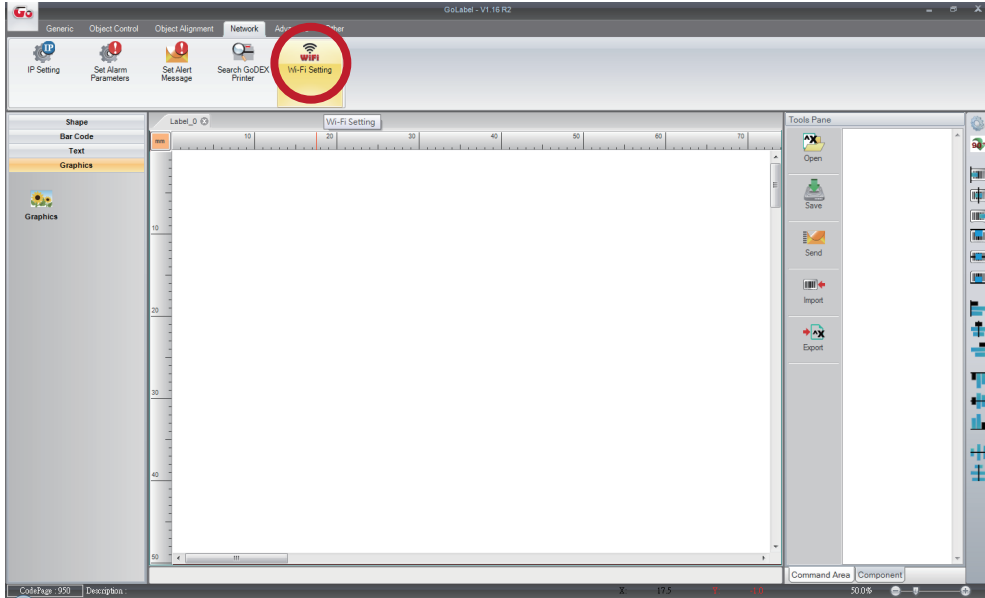 Go
GoLabel - V1.16 R2
Generic Object Control Object Alignment Network Other
IP Setting
Set Alarm Parameters
Set Alert Message
Search GoDEX Printer
WiFi
Wi-Fi Setting
Wi-Fi Setting
Shape
Bar Code
Text
Graphics
Graphics
Label_0
mm
10 20 30 40 50 60 70
10
20
30
40
50
Tools Pane
Open
Save
Send
Import
Export
Command Area Component
CodePage : 950 Description :
X 17.5
50.0%